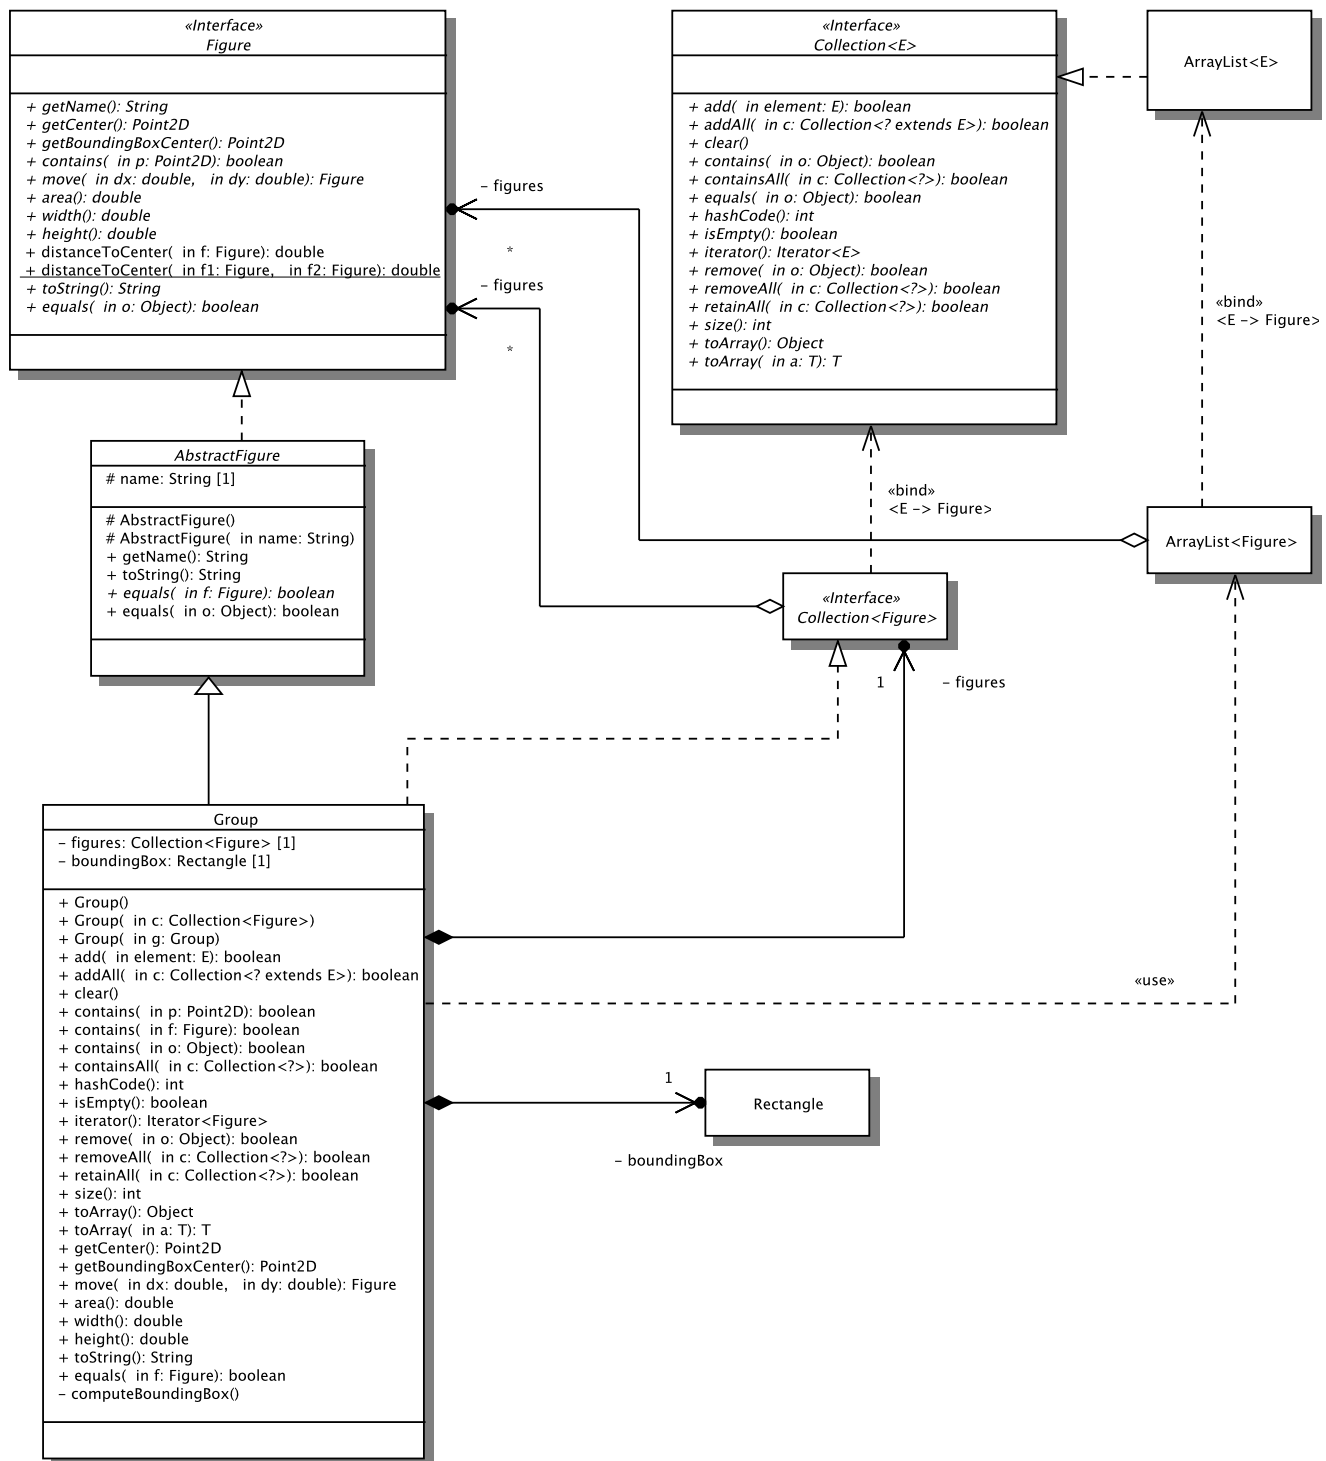 «Interface»
Figure
+ getName(): String
+ getCenter(): Point2D
+ getBoundingBoxCenter(): Point2D
+ contains(  in p: Point2D): boolean
+ move(  in dx: double,   in dy: double): Figure
+ area(): double
+ width(): double
+ height(): double
+ distanceToCenter(  in f: Figure): double
+ distanceToCenter(  in f1: Figure,   in f2: Figure): double
+ toString(): String
+ equals(  in o: Object): boolean
«Interface»
Collection<E>
+ add(  in element: E): boolean
+ addAll(  in c: Collection<? extends E>): boolean
+ clear()
+ contains(  in o: Object): boolean
+ containsAll(  in c: Collection<?>): boolean
+ equals(  in o: Object): boolean
+ hashCode(): int
+ isEmpty(): boolean
+ iterator(): Iterator<E>
+ remove(  in o: Object): boolean
+ removeAll(  in c: Collection<?>): boolean
+ retainAll(  in c: Collection<?>): boolean
+ size(): int
+ toArray(): Object
+ toArray(  in a: T): T
ArrayList<E>
– figures
*
– figures
*
«bind»
<E –> Figure>
AbstractFigure
# name: String [1]
# AbstractFigure()
# AbstractFigure(  in name: String)
+ getName(): String
+ toString(): String
+ equals(  in f: Figure): boolean
+ equals(  in o: Object): boolean
«bind»
<E –> Figure>
ArrayList<Figure>
«Interface»
Collection<Figure>
1
– figures
Group
– figures: Collection<Figure> [1]
– boundingBox: Rectangle [1]
+ Group()
+ Group(  in c: Collection<Figure>)
+ Group(  in g: Group)
+ add(  in element: E): boolean
+ addAll(  in c: Collection<? extends E>): boolean
+ clear()
+ contains(  in p: Point2D): boolean
+ contains(  in f: Figure): boolean
+ contains(  in o: Object): boolean
+ containsAll(  in c: Collection<?>): boolean
+ hashCode(): int
+ isEmpty(): boolean
+ iterator(): Iterator<Figure>
+ remove(  in o: Object): boolean
+ removeAll(  in c: Collection<?>): boolean
+ retainAll(  in c: Collection<?>): boolean
+ size(): int
+ toArray(): Object
+ toArray(  in a: T): T
+ getCenter(): Point2D
+ getBoundingBoxCenter(): Point2D
+ move(  in dx: double,   in dy: double): Figure
+ area(): double
+ width(): double
+ height(): double
+ toString(): String
+ equals(  in f: Figure): boolean
– computeBoundingBox()
«use»
1
Rectangle
– boundingBox